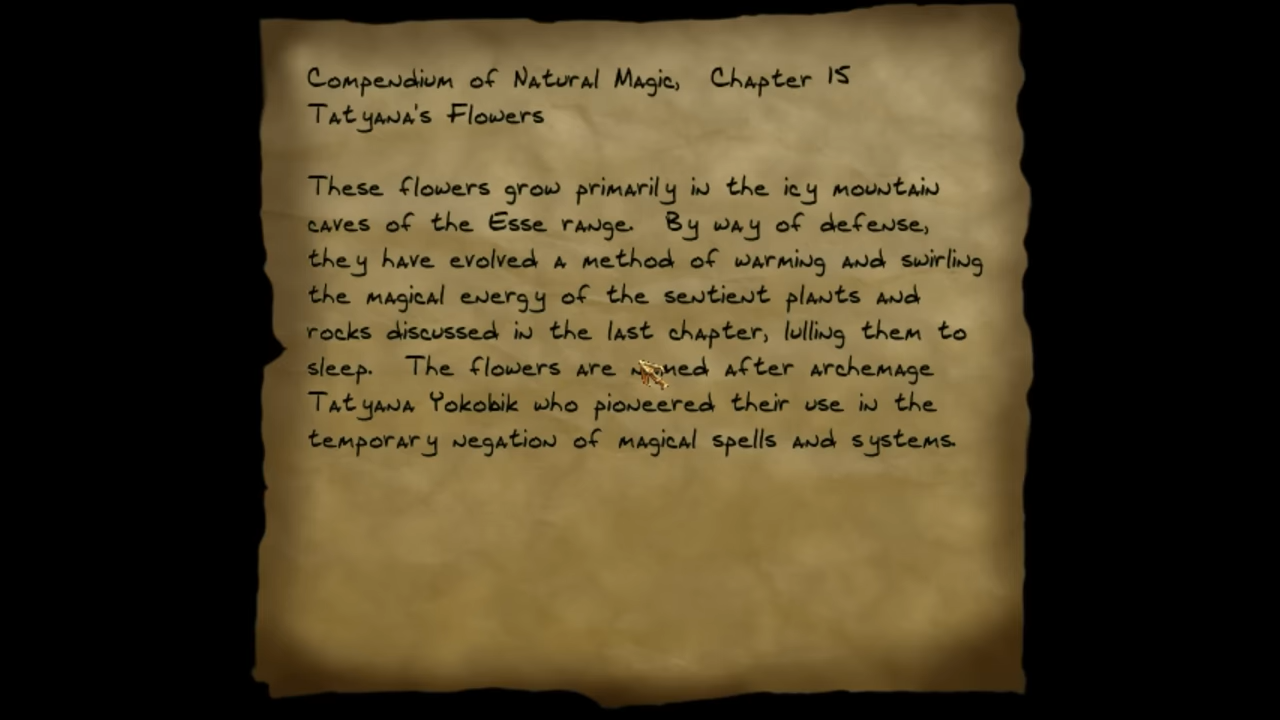 Compendium of Natural Magic, Chapter 15
Tatyana's Flowers
These flowers grow primarily in the icy mountain
caves of the Esse range. By way of defense,
they have evolved a method of warming and swirling
the magical energy of the sentient plants and
rocks discussed in the last chapter, lulling them to
sleep. The flowers are named after archemage
Tatyana Yokobik who pioneered their use in the
temporary negation of magical spells and systems.